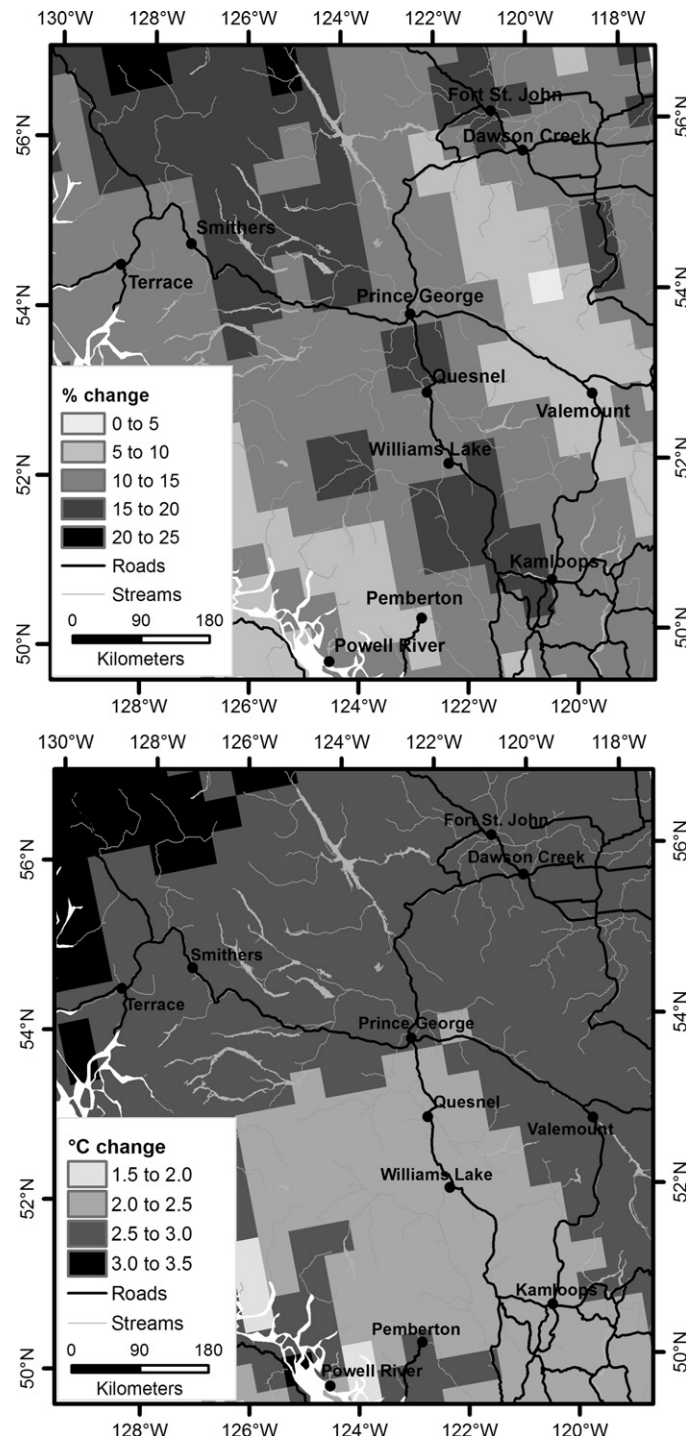 130°W 128°W 126°W 124°W 122°W 120°W 118°W
56°N
56°N
Fort St. John
Dawson Creek
Smithers
Terrace
54°N
54°N
Prince George
% change
0 to 5
5 to 10
10 to 15
15 to 20
20 to 25
Roads
Streams
0 90 180
Kilometers
Quesnel
Valemount
Williams Lake
52°N
52°N
Kamloops
Pemberton
Powell River
50°N
50°N
128°W 126°W 124°W 122°W 120°W
130°W 128°W 126°W 124°W 122°W 120°W 118°W
56°N
56°N
Fort St. John
Dawson Creek
Smithers
Terrace
54°N
54°N
Prince George
°C change
1.5 to 2.0
2.0 to 2.5
2.5 to 3.0
3.0 to 3.5
Roads
Streams
0 90 180
Kilometers
Quesnel
Valemount
Williams Lake
52°N
52°N
Kamloops
Pemberton
Powell River
50°N
50°N
128°W 126°W 124°W 122°W 120°W